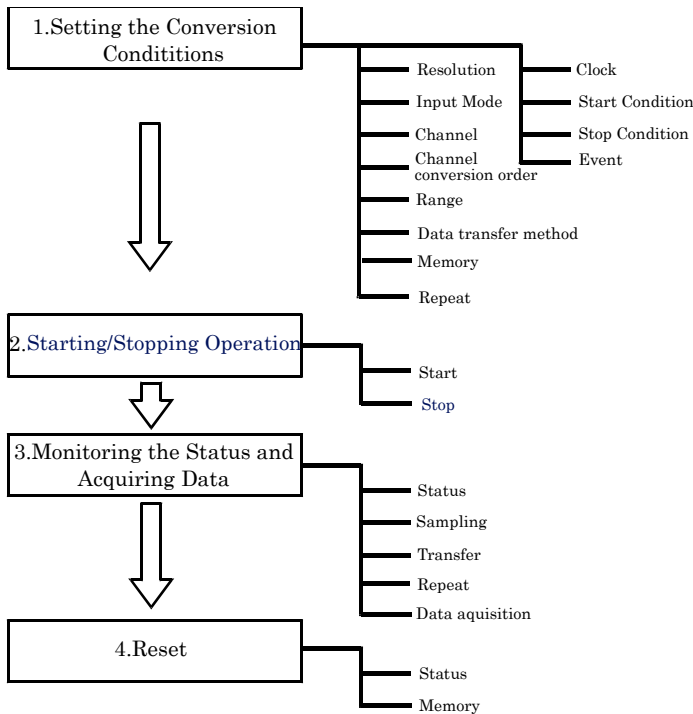 1.Setting the Conversion
Condititions
Resolution
Input Mode
Channel
Channel
conversion order
Range
Data transfer method
Memory
Repeat
Clock
Start Condition
Stop Condition
Event
2.Starting/Stopping Operation
Start
Stop
3.Monitoring the Status and
Acquiring Data
Status
Sampling
Transfer
Repeat
Data aquisition
4.Reset
Status
Memory